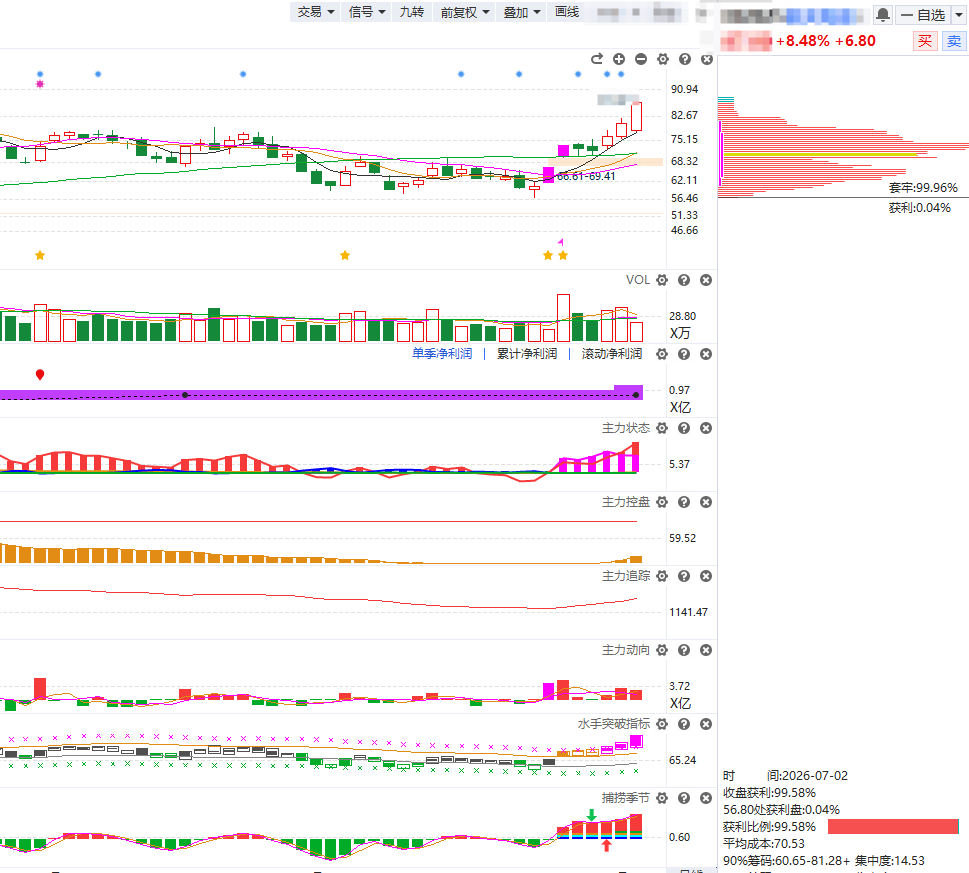 交易 信号 九转 前复权 叠加 画线
自选
+8.48% +6.80 买 卖
90.94
82.67
75.15
68.32
66.61-69.41
62.11
56.46
51.33
46.66
套牢:99.96%
获利:0.04%
VOL
28.80
X万
单季净利润 | 累计净利润 | 滚动净利润
0.97
X亿
主力状态
5.37
主力控盘
59.52
主力追踪
1141.47
主力动向
3.72
X亿
水手突破指标
65.24
捕捞季节
0.60
时 间:2026-07-02
收盘获利:99.58%
56.80处获利盘:0.04%
获利比例:99.58%
平均成本:70.53
90%筹码:60.65-81.28+ 集中度:14.53